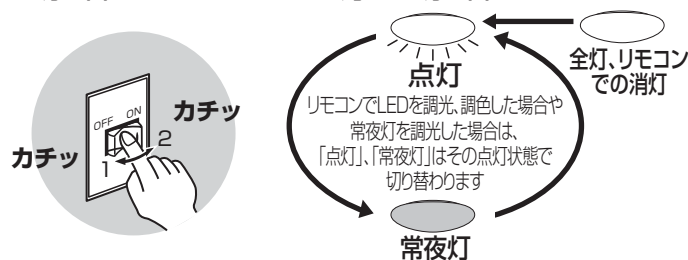 OFF ON
カチッ
2
カチッ
1
点灯
リモコンでLEDを調光、調色した場合や
常夜灯を調光した場合は、
「点灯」、「常夜灯」はその点灯状態で
切り替わります
常夜灯
全灯、リモコン
での消灯